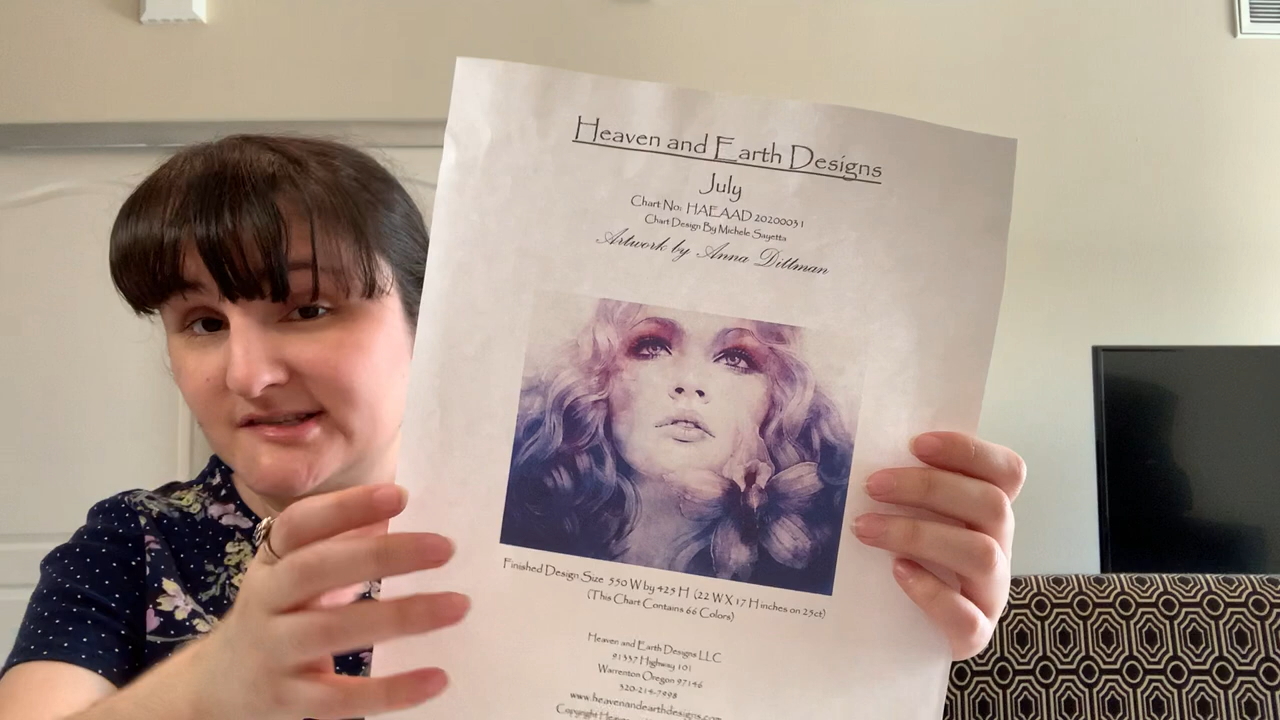 Heaven and Earth Designs
July
Chart No: HAEAAD 20200031
Chart Design By Michele Sayetta
Artwork by Anna Dittman
Finished Design Size 550 W by 425 H (22 W X 17 H inches on 25ct)
(This Chart Contains 66 Colors)
Heaven and Earth Designs LLC
91337 Highway 101
Warrenton Oregon 97146
320-214-7998
www.heavenandearthdesigns.com
Copyright